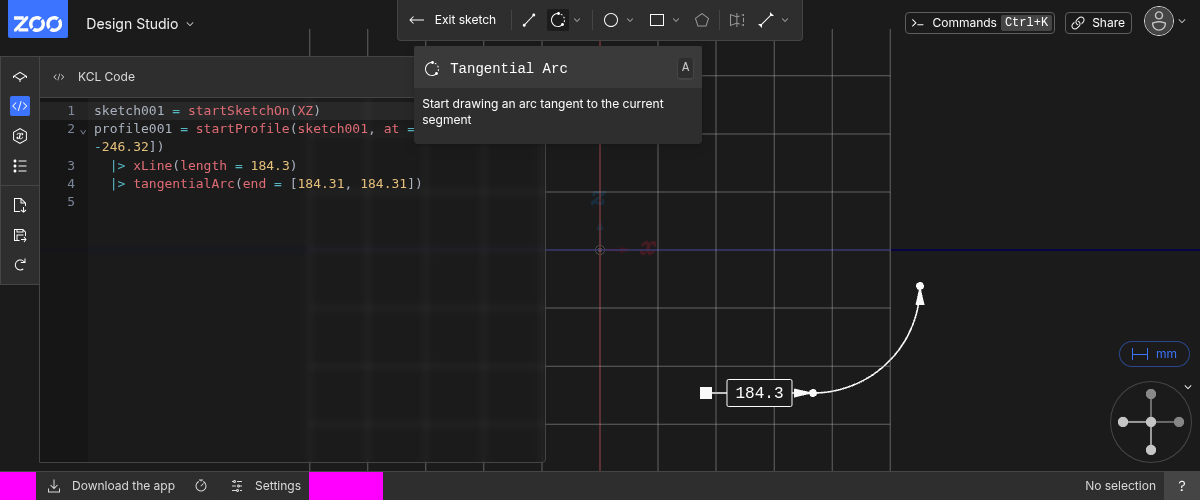 ZOO
Design Studio
Exit sketch
Commands Ctrl+K
Share
Tangential Arc A
Start drawing an arc tangent to the current
segment
KCL Code
1 sketch001 = startSketchOn(XZ)
2 profile001 = startProfile(sketch001, at =
-246.32])
3 |> xLine(length = 184.3)
4 |> tangentialArc(end = [184.31, 184.31])
5
z
x
184.3
mm
Download the app
Settings
No selection
?